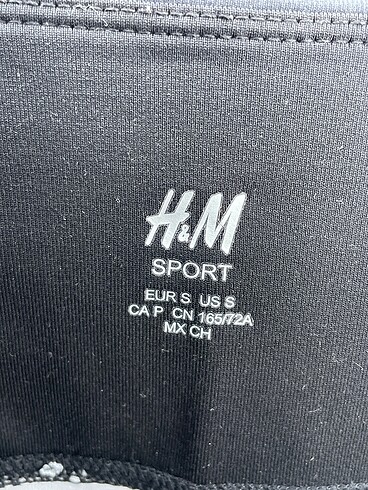 H&M
SPORT
EUR S US S
CA P CN 165/72A
MX CH